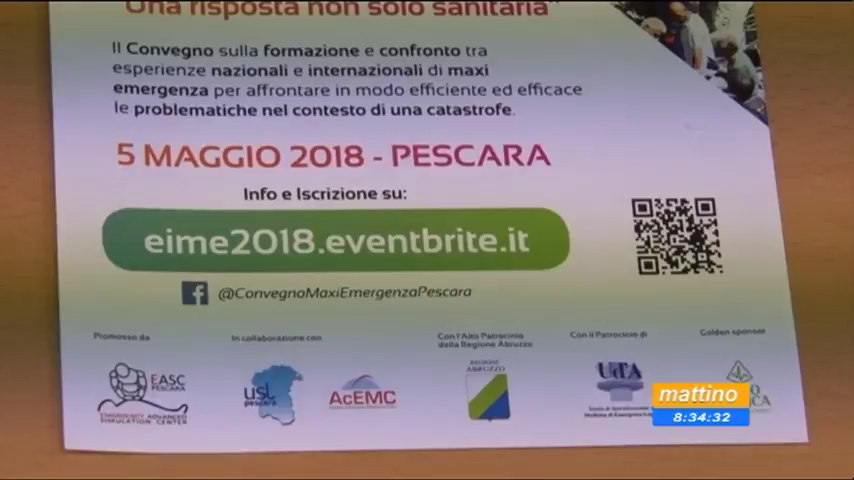 Una risposta non solo sanitaria"
Il Convegno sulla formazione e confronto tra
esperienze nazionali e internazionali di maxi
emergenza per affrontare in modo efficiente ed efficace
le problematiche nel contesto di una catastrofe.
5 MAGGIO 2018 - PESCARA
Info e Iscrizione su:
eime2018.eventbrite.it
@ConvegnoMaxiEmergenzaPescara
Promosso da
In collaborazione con
Con l'Alto Patrocinio
della Regione Abruzzo
Con il Patrocinio di
Golden sponsor
EASC
PESCARA
EMERGENCY ADVANCED
SIMULATION CENTER
usl
pescara
AcEMC
REGIONE
ABRUZZO
UdA
mattino
8:34:32